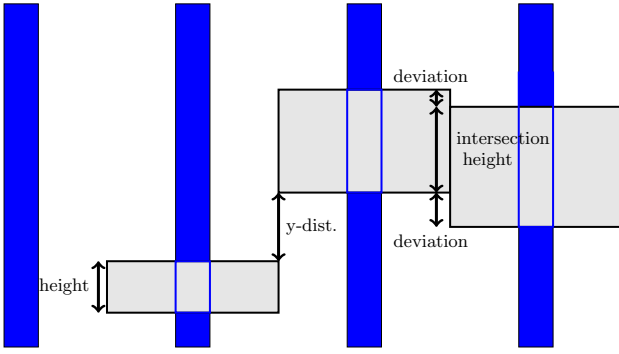 deviation
intersection
height
y-dist.
deviation
height